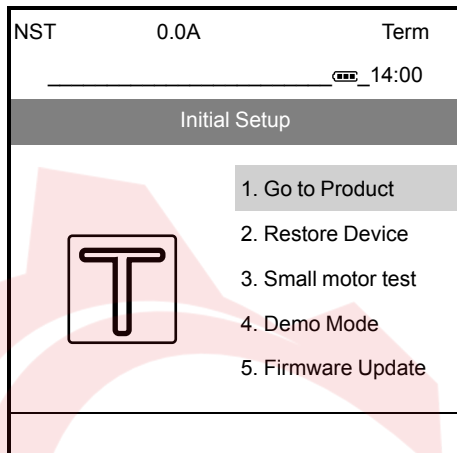 NST 0.0A Term
14:00
Initial Setup
1. Go to Product
2. Restore Device
3. Small motor test
4. Demo Mode
5. Firmware Update
T